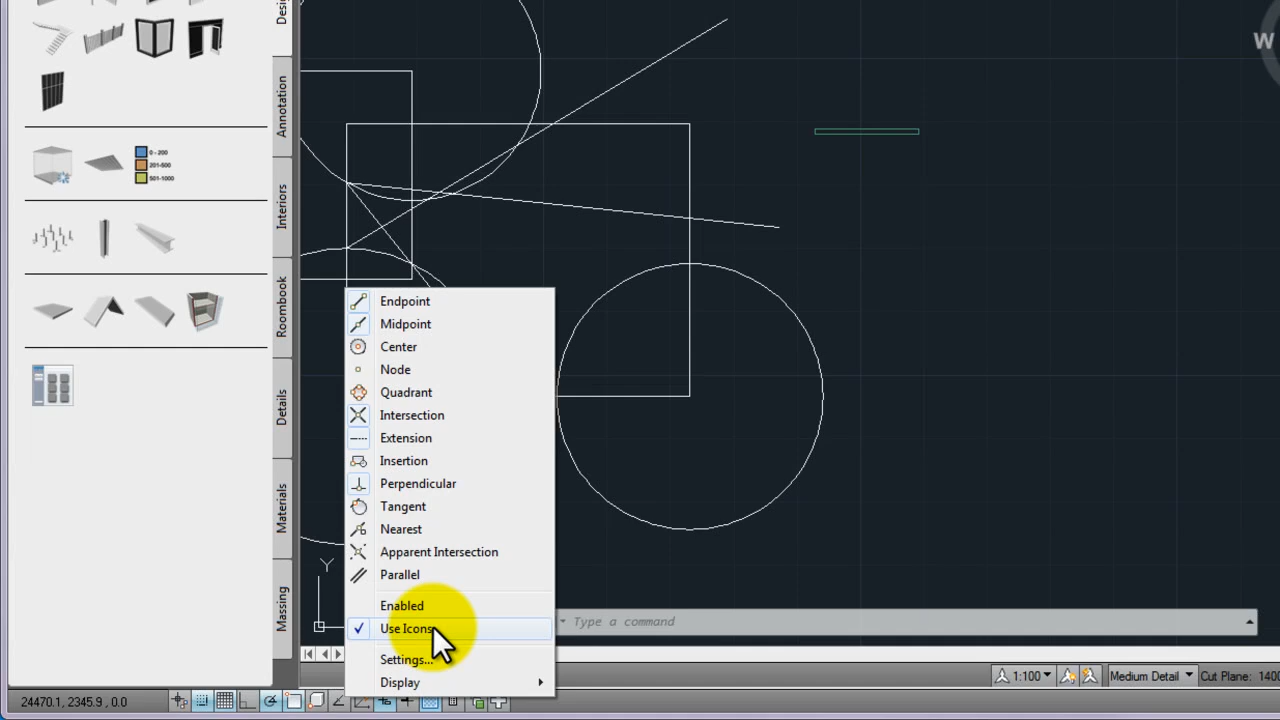 Desi
Annotation
Interiors
Roombook
Details
Materials
Massing
0 - 200
201-500
501-1000
W
Endpoint
Midpoint
Center
Node
Quadrant
Intersection
Extension
Insertion
Perpendicular
Tangent
Nearest
Apparent Intersection
Parallel
Enabled
Use Icons
Settings...
Display
Y
Type a command
1:100
Medium Detail
Cut Plane: 1400
24470.1, 2345.9 , 0.0